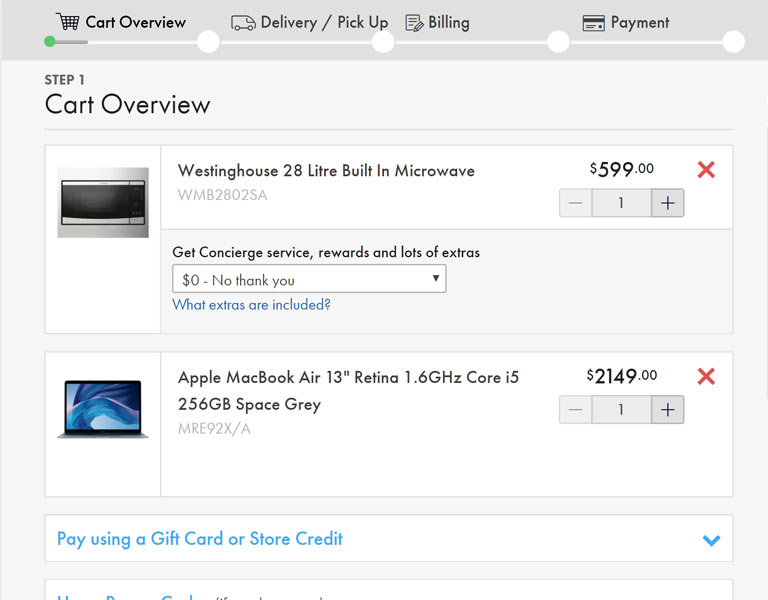 Cart Overview Delivery / Pick Up Billing Payment
STEP 1
Cart Overview
Westinghouse 28 Litre Built In Microwave $599.00
WMB2802SA
1
Get Concierge service, rewards and lots of extras
$0 - No thank you
What extras are included?
Apple MacBook Air 13" Retina 1.6GHz Core i5 $2149.00
256GB Space Grey
1
MRE92X/A
Pay using a Gift Card or Store Credit